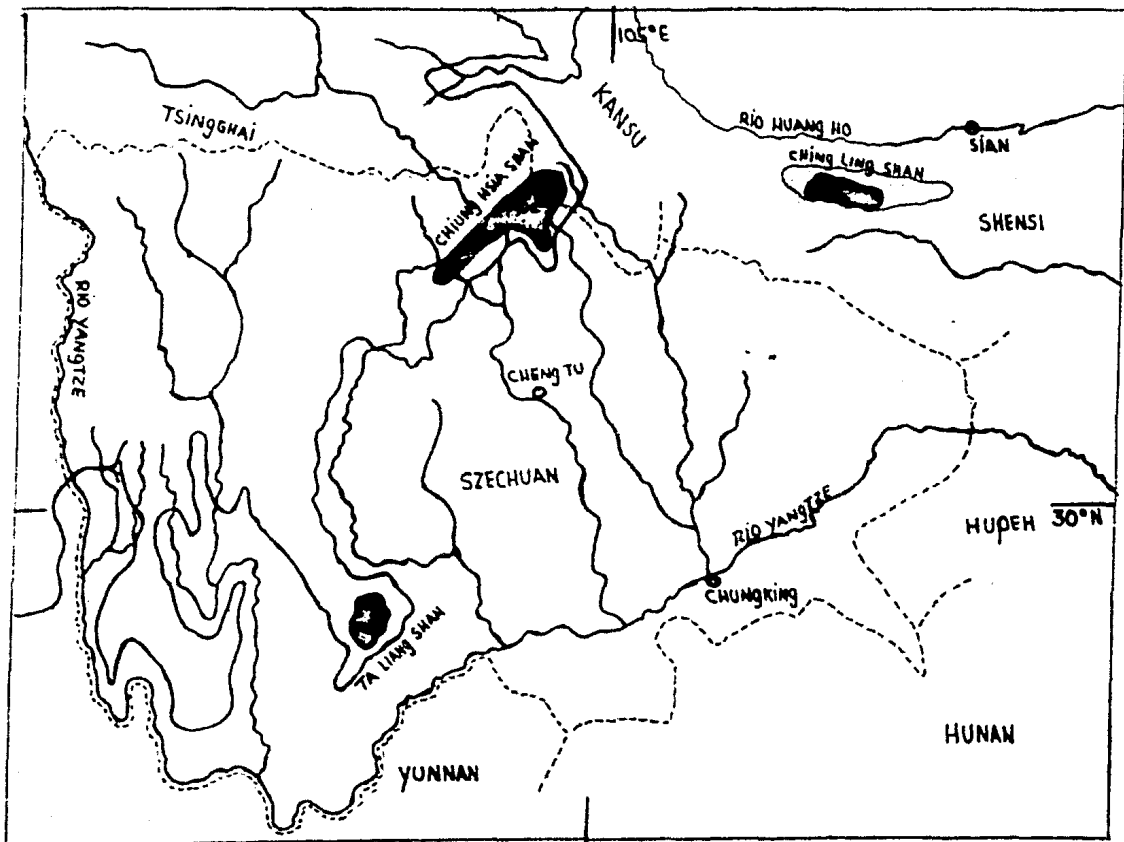 105°E
KANSU
TSINGHAI
RIO HUANG HO
SIAN
CHING LING SHAN
CHIUNG HSIA SHAN
SHENSI
RIO YANGTZE
CHENG TU
SZECHUAN
RIO YANGTZE
HUPEH
30°N
CHUNGKING
TA LIANG SHAN
HUNAN
YUNNAN